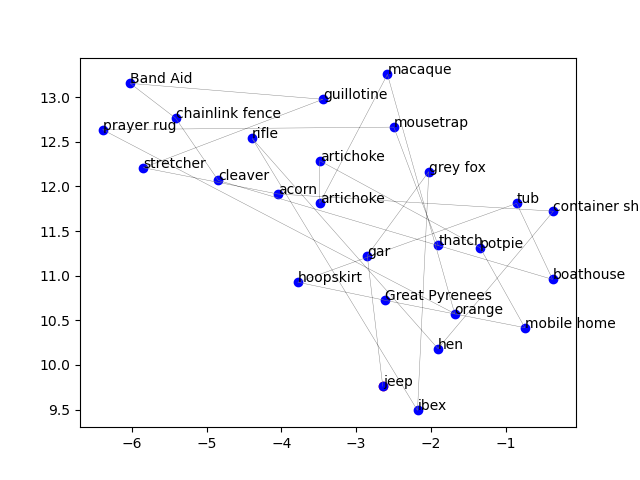 macaque
Band Aid
guillotine
13.0
chainlink fence
mousetrap
prayer rug
rifle
12.5
artichoke
stretcher
grey fox
cleaver
12.0
acorn
artichoke
tub
container sh
11.5
thatch
potpie
gar
11.0
hoopskirt
boathouse
Great Pyrenees
orange
10.5
mobile home
hen
10.0
jeep
ibex
9.5
−6 −5 −4 −3 −2 −1